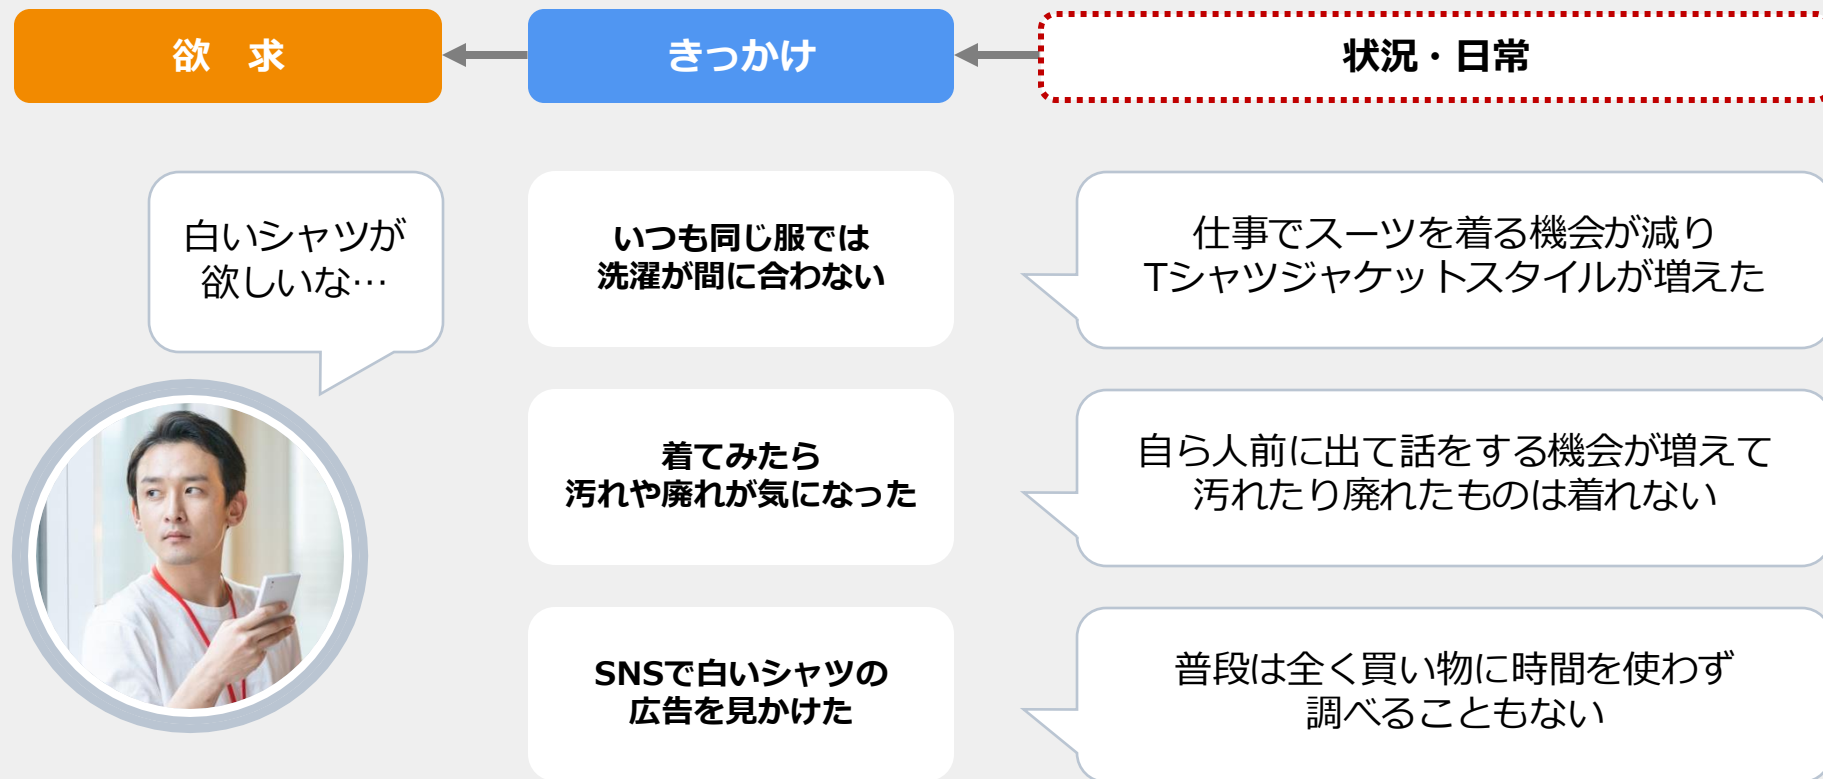 欲　求
きっかけ
状況・日常
白いシャツが
欲しいな…
いつも同じ服では
洗濯が間に合わない
仕事でスーツを着る機会が減り
Tシャツジャケットスタイルが増えた
着てみたら
汚れや廃れが気になった
自ら人前に出て話をする機会が増えて
汚れたり廃れたものは着れない
SNSで白いシャツの
広告を見かけた
普段は全く買い物に時間を使わず
調べることもない